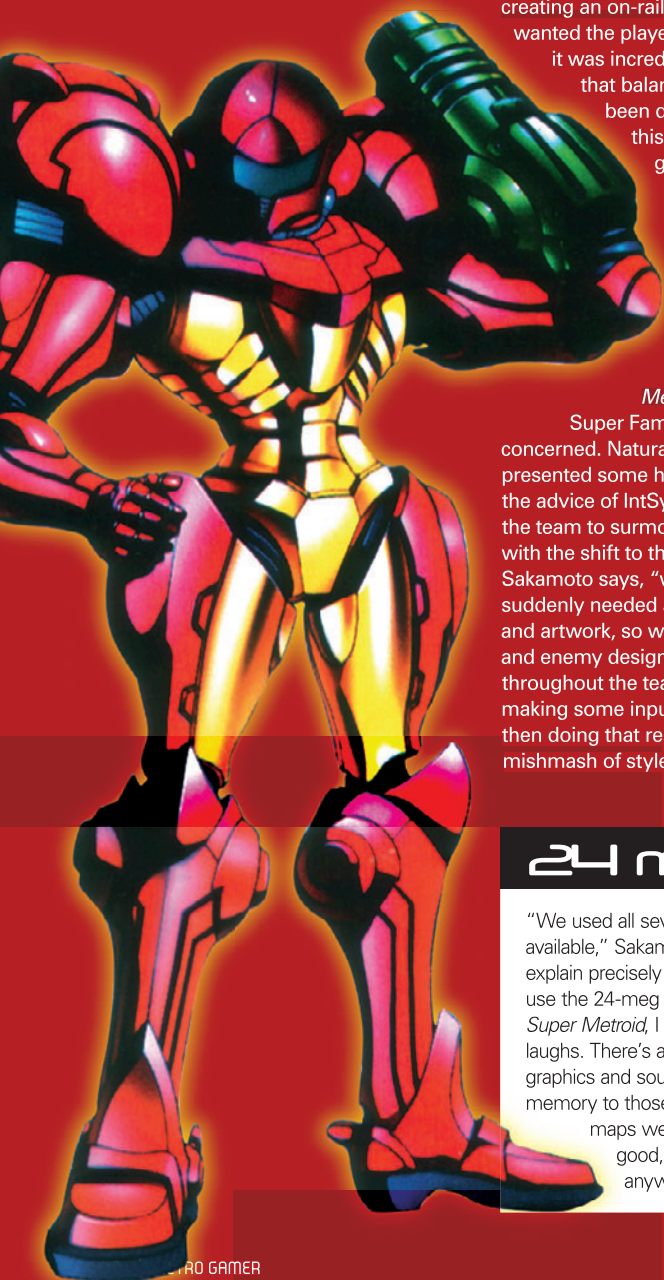 creating an on-rail
wanted the playe
it was incred
that balan
been d
this
g
Me
Super Fam
concerned. Natura
presented some h
the advice of IntSy
the team to surmo
with the shift to th
Sakamoto says, “v
suddenly needed
and artwork, so w
and enemy design
throughout the tea
making some inpu
then doing that re
mishmash of style
24 m
“We used all sev
available,” Sakam
explain precisely
use the 24-meg
Super Metroid, I
laughs. There’s a
graphics and sou
memory to those
maps we
good,
anyw
TRO GAMER